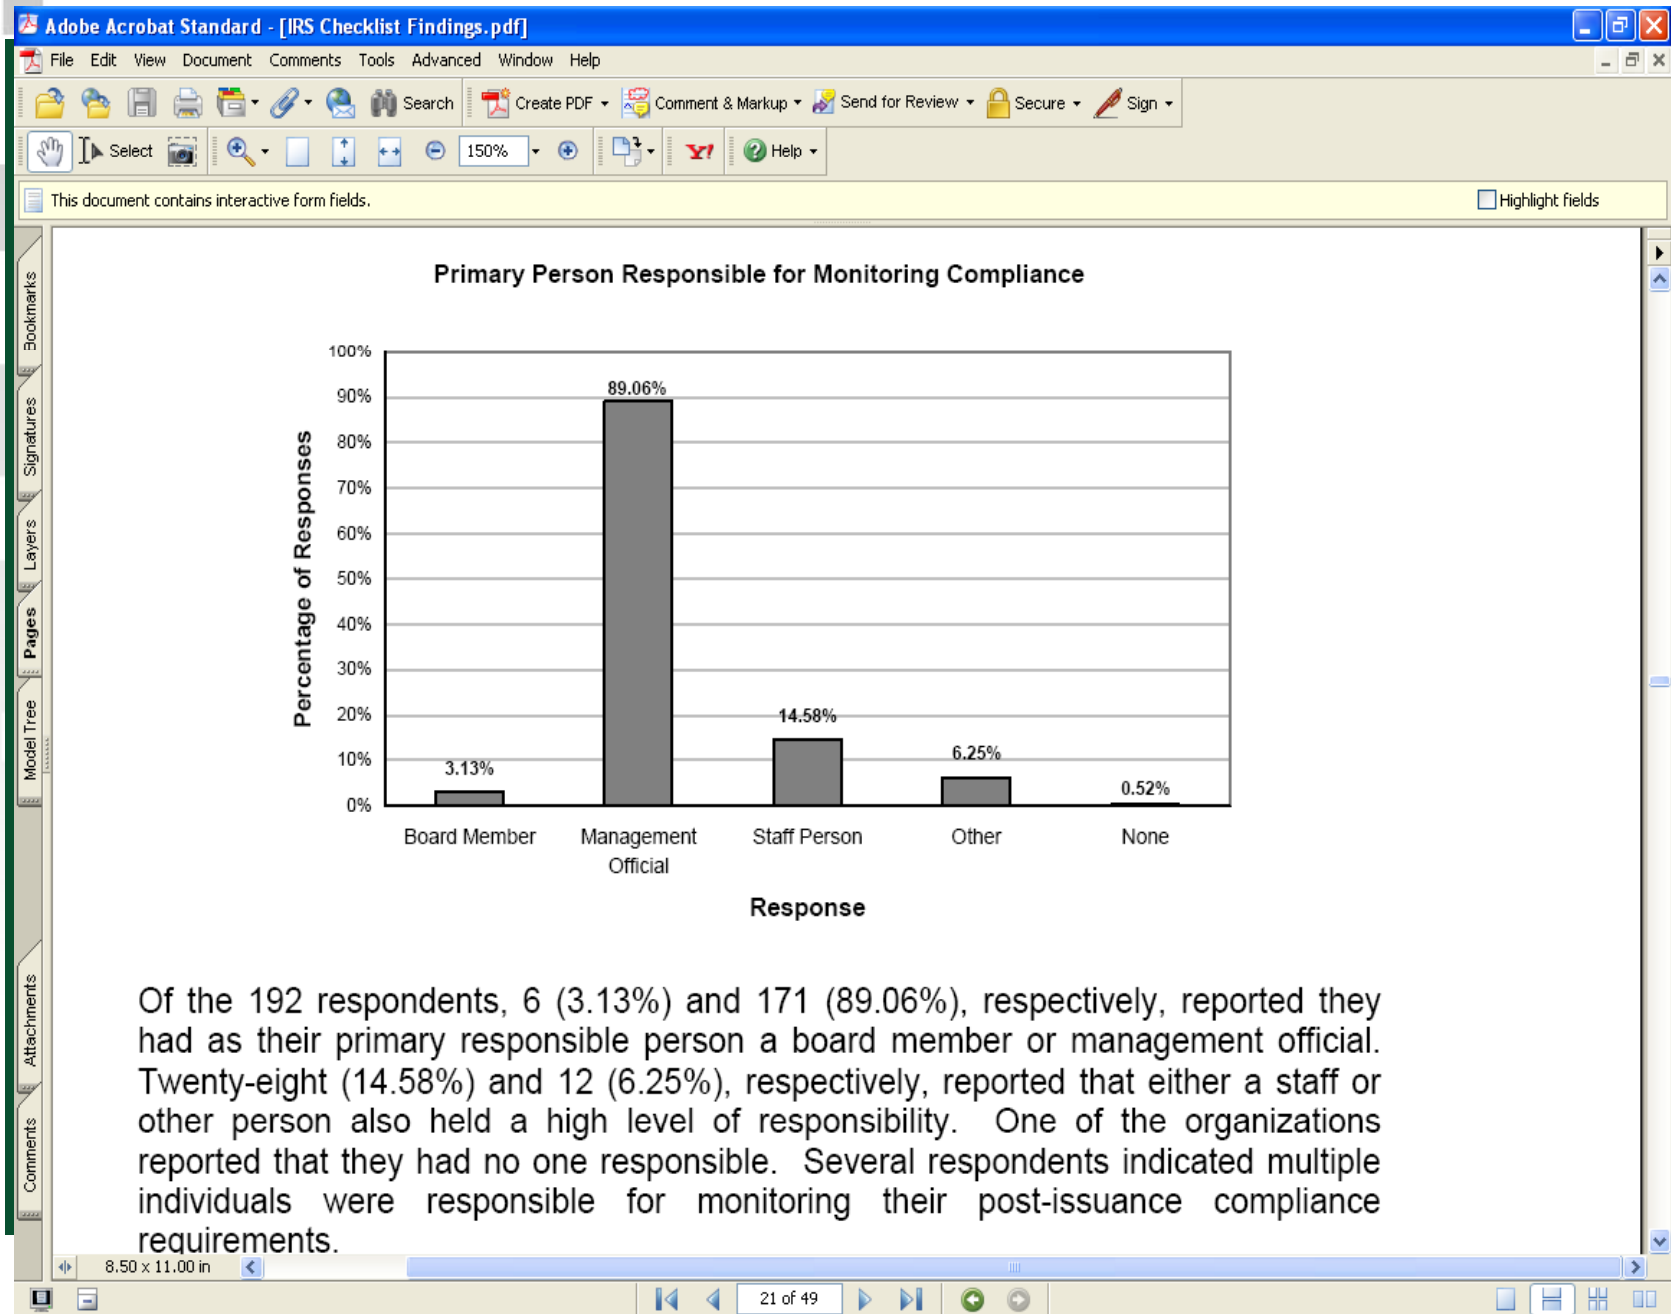 Adobe Acrobat Standard - [IRS Checklist Findings.pdf]
File Edit View Document Comments Tools Advanced Window Help
Search Create PDF Comment & Markup Send for Review Secure Sign
Select 150% Y! Help
This document contains interactive form fields. Highlight fields
Bookmarks
Signatures
Layers
Pages
Model Tree
Attachments
Comments
Primary Person Responsible for Monitoring Compliance
Percentage of Responses
100%
90%
80%
70%
60%
50%
40%
30%
20%
10%
0%
3.13%
89.06%
14.58%
6.25%
0.52%
Board Member Management Staff Person Other None
Official
Response
Of the 192 respondents, 6 (3.13%) and 171 (89.06%), respectively, reported they
had as their primary responsible person a board member or management official.
Twenty-eight (14.58%) and 12 (6.25%), respectively, reported that either a staff or
other person also held a high level of responsibility. One of the organizations
reported that they had no one responsible. Several respondents indicated multiple
individuals were responsible for monitoring their post-issuance compliance
requirements.
8.50 x 11.00 in
21 of 49